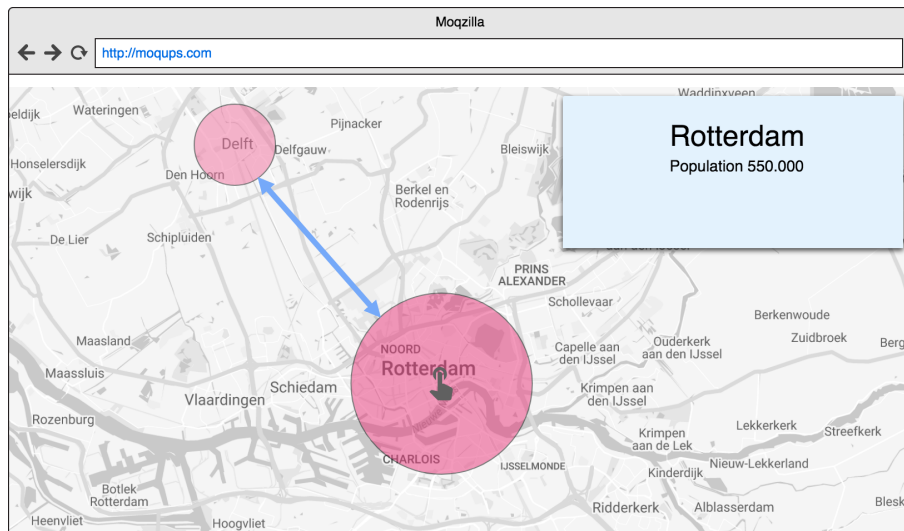 Moqzilla
http://moqups.com
Waddinxveen
Wateringen
Pijnacker
Rotterdam
Delft
Delfgauw
Bleiswijk
Honselersdijk
Population 550.000
Den Hoorn
Berkel en
Rodenrijs
De Lier
Schipluiden
PRINS
ALEXANDER
Schollevaar
Berkenwoude
Maasland
NOORD
Capelle aan
den IJssel
Ouderkerk
aan den IJssel
Zuidbroek
Berg
Maassluis
Rotterdam
Schiedam
Vlaardingen
Krimpen aan
den IJssel
Rozenburg
Krimpen
aan de Lek
Lekkerkerk
Streefkerk
CHARLOIS
IJSSELMONDE
Kinderdijk
Nieuw-Lekkerland
Botlek
Rotterdam
Ridderkerk
Alblasserdam
Blesk
Heenvliet
Hoogvliet